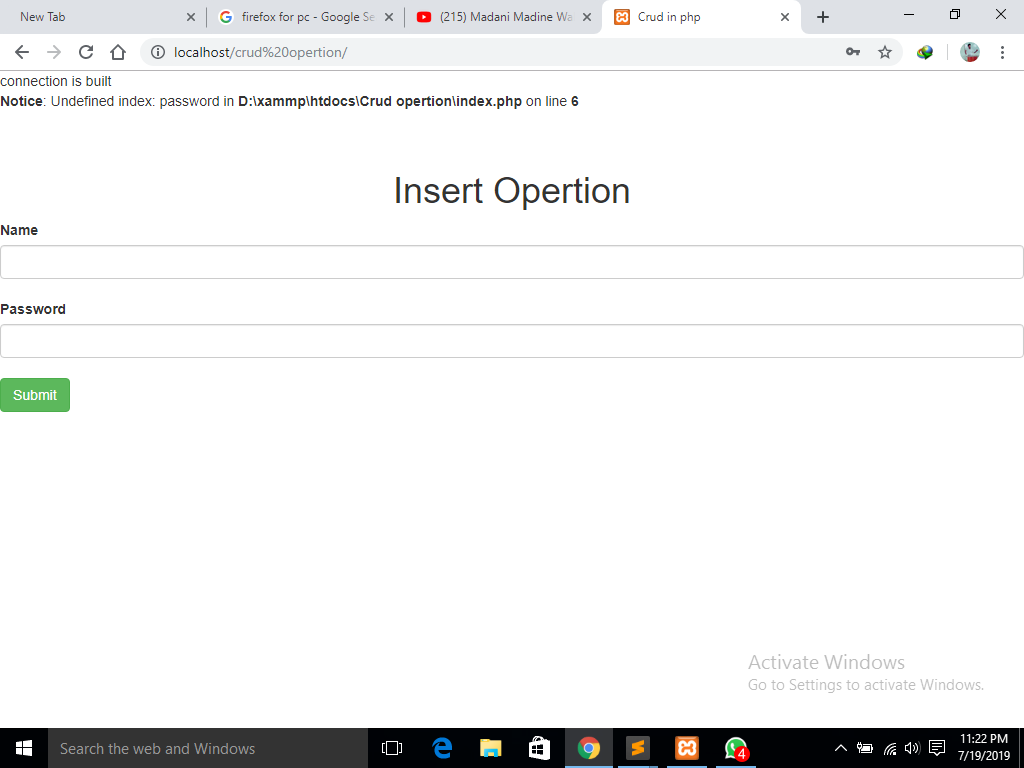 New Tab
firefox for pc - Google Se
(215) Madani Madine Wa
Crud in php
localhost/crud%20opertion/
connection is built
Notice: Undefined index: password in D:\xammp\htdocs\Crud opertion\index.php on line 6
Insert Opertion
Name
Password
Submit
Activate Windows
Go to Settings to activate Windows.
Search the web and Windows
4
11:22 PM
7/19/2019